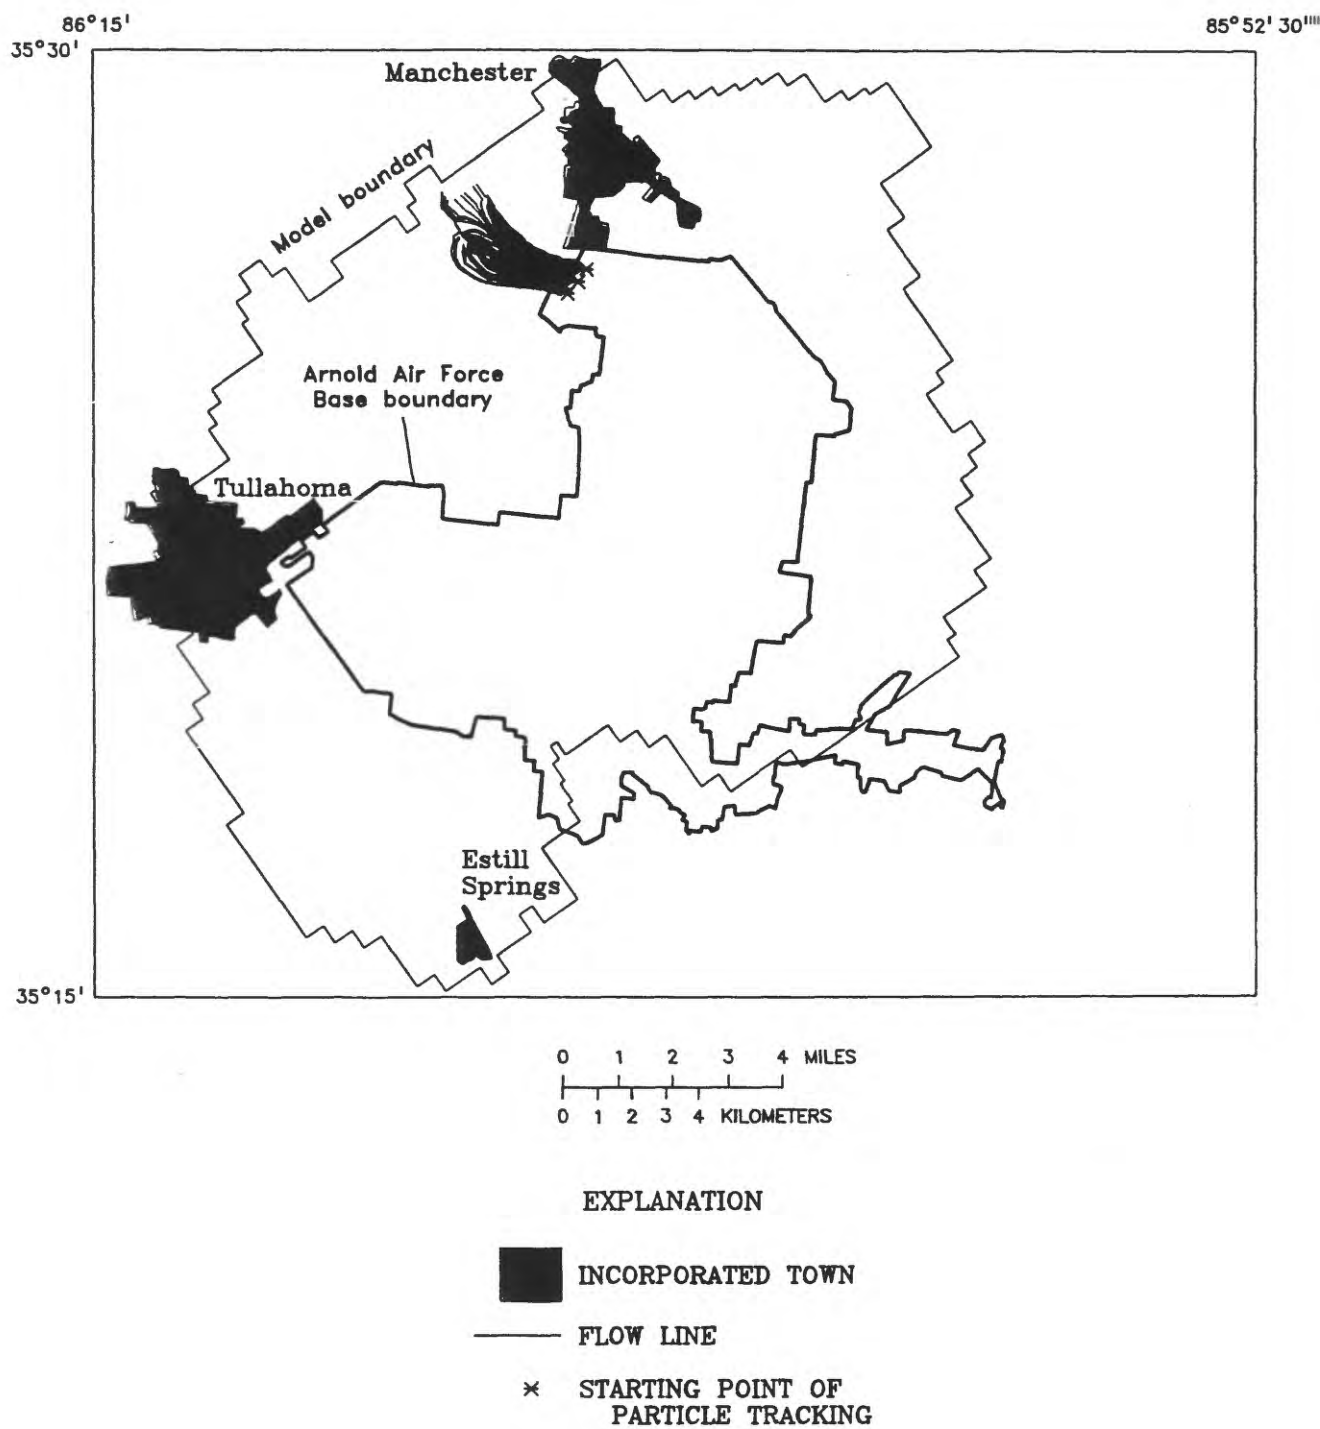 86°15'
85°52'30"
35°30'
Manchester
Model boundary
Arnold Air Force
Base boundary
Tullahoma
Estill
Springs
35°15'
0 1 2 3 4 MILES
0 1 2 3 4 KILOMETERS
EXPLANATION
INCORPORATED TOWN
FLOW LINE
STARTING POINT OF
PARTICLE TRACKING